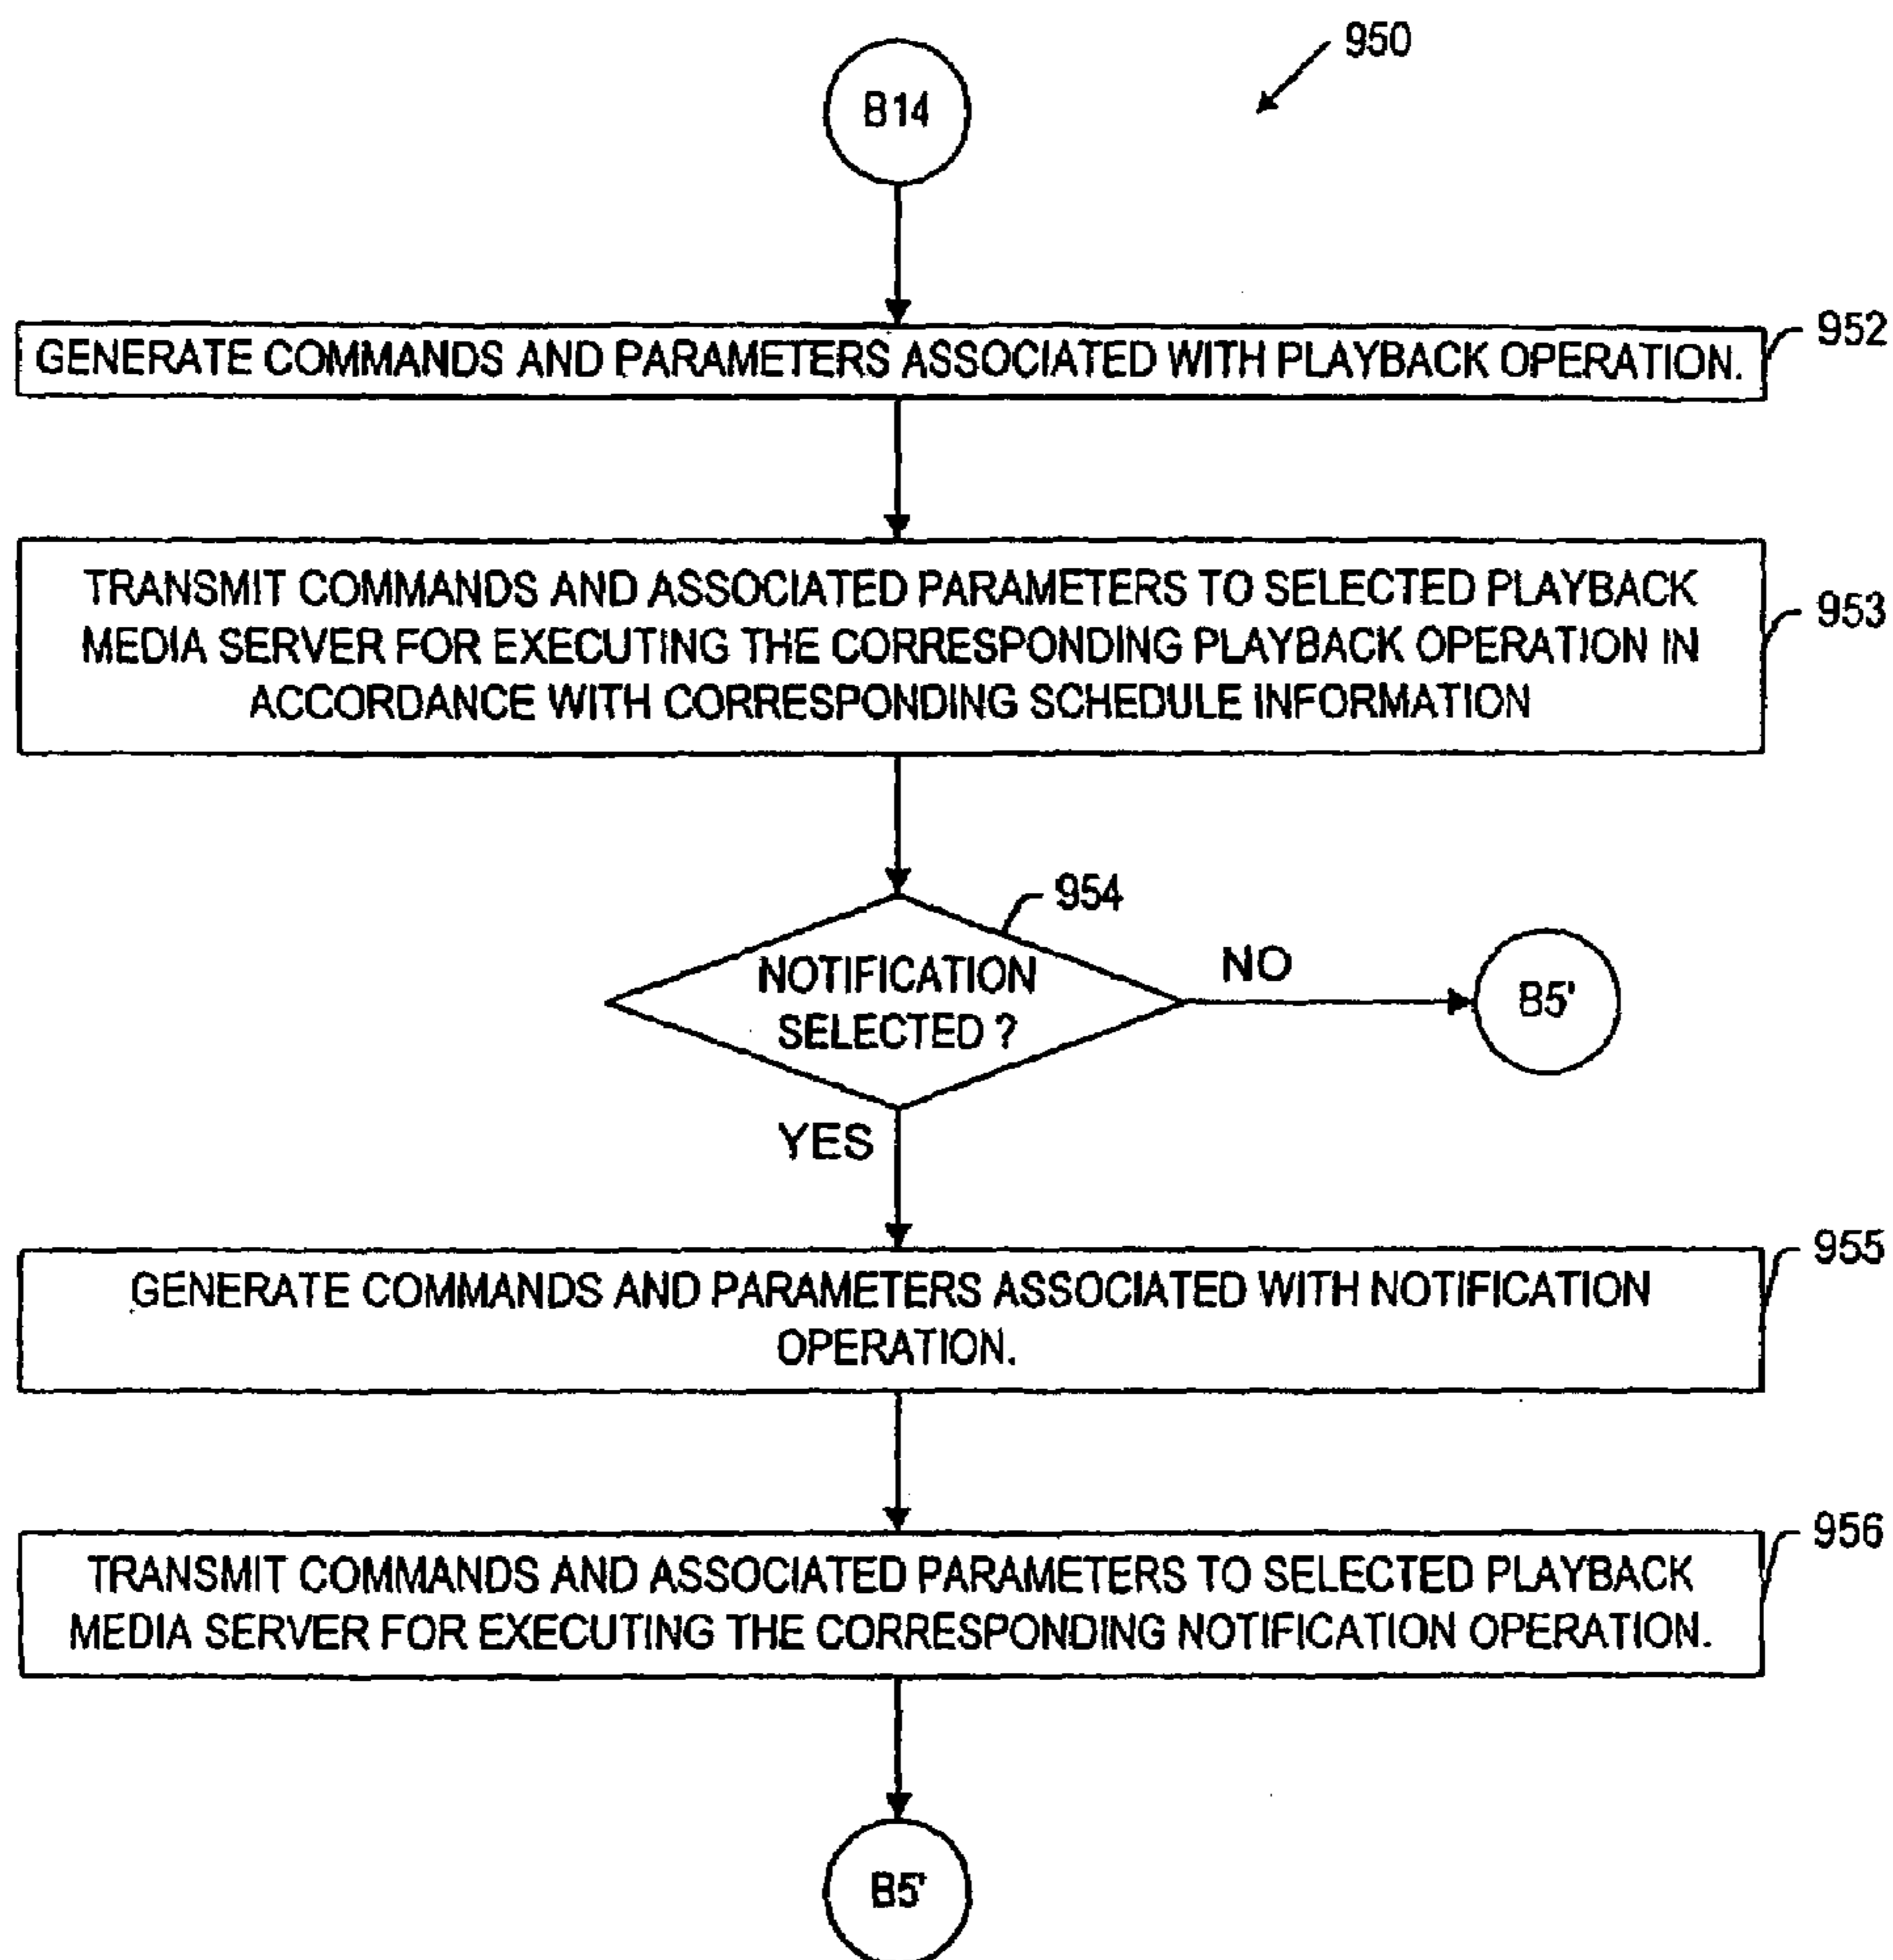 950
B14
952
GENERATE COMMANDS AND PARAMETERS ASSOCIATED WITH PLAYBACK OPERATION.
TRANSMIT COMMANDS AND ASSOCIATED PARAMETERS TO SELECTED PLAYBACK
953
MEDIA SERVER FOR EXECUTING THE CORRESPONDING PLAYBACK OPERATION IN
ACCORDANCE WITH CORRESPONDING SCHEDULE INFORMATION
954
NOTIFICATION
SELECTED ?
NO
B5'
YES
955
GENERATE COMMANDS AND PARAMETERS ASSOCIATED WITH NOTIFICATION
OPERATION.
956
TRANSMIT COMMANDS AND ASSOCIATED PARAMETERS TO SELECTED PLAYBACK
MEDIA SERVER FOR EXECUTING THE CORRESPONDING NOTIFICATION OPERATION.
B5'